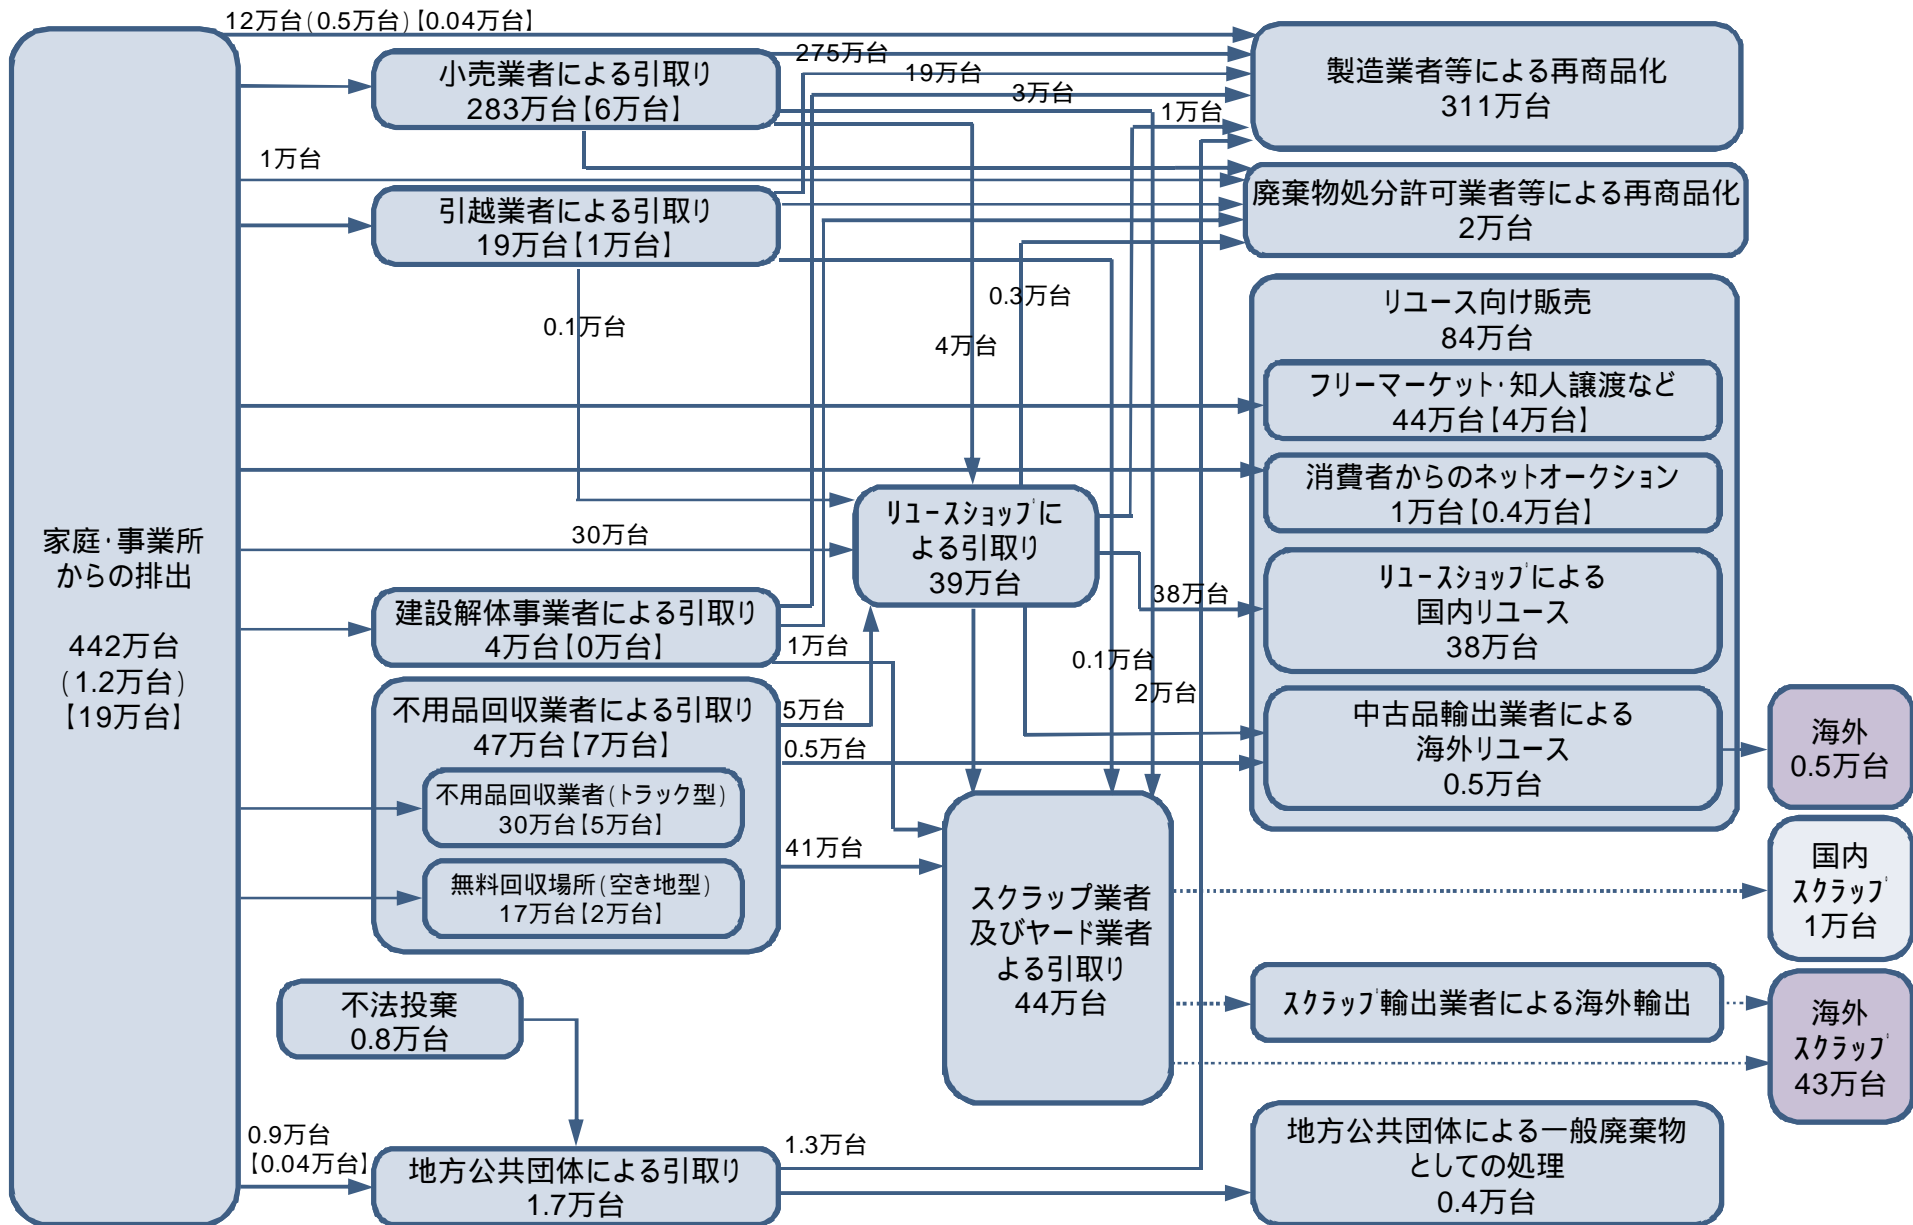 12万台(0.5万台)【0.04万台】
家庭・事業所
からの排出
442万台
(1.2万台)
【19万台】
小売業者による引取り
283万台【6万台】
275万台
19万台
3万台
1万台
製造業者等による再商品化
311万台
1万台
引越業者による引取り
19万台【1万台】
廃棄物処分許可業者等による再商品化
2万台
0.1万台
0.3万台
4万台
リユース向け販売
84万台
フリーマーケット・知人譲渡など
44万台【4万台】
消費者からのネットオークション
1万台【0.4万台】
30万台
リユースショップに
よる引取り
39万台
38万台
リユースショップによる
国内リユース
38万台
建設解体事業者による引取り
4万台【0万台】
1万台
0.1万台
2万台
不用品回収業者による引取り
47万台【7万台】
5万台
0.5万台
中古品輸出業者による
海外リユース
0.5万台
海外
0.5万台
不用品回収業者(トラック型)
30万台【5万台】
41万台
無料回収場所(空き地型)
17万台【2万台】
スクラップ業者
及びヤード業者
よる引取り
44万台
国内
スクラップ
1万台
不法投棄
0.8万台
スクラップ輸出業者による海外輸出
海外
スクラップ
43万台
0.9万台
【0.04万台】
地方公共団体による引取り
1.7万台
1.3万台
地方公共団体による一般廃棄物
としての処理
0.4万台